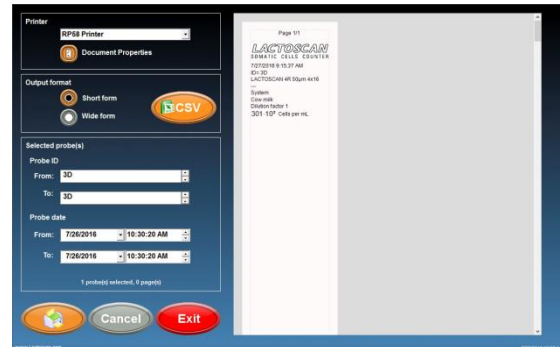 Printer
RP58 Printer
Document Properties
Output format
Short form
Wide form
CSV
Selected probe(s)
Probe ID
From: 3D
To: 3D
Probe date
From: 7/26/2016 10:30:20 AM
To: 7/26/2016 10:30:20 AM
1 probe(s) selected, 0 page(s)
Cancel
Exit
Page 1/1
LACTOSCAN
SOMATIC CELLS COUNTER
7/27/2016 9:15:37 AM
ID= 3D
LACTOSCAN 4R 50µm 4x16
---
System
Cow milk
Dilution factor 1
301·10³ Cells per mL